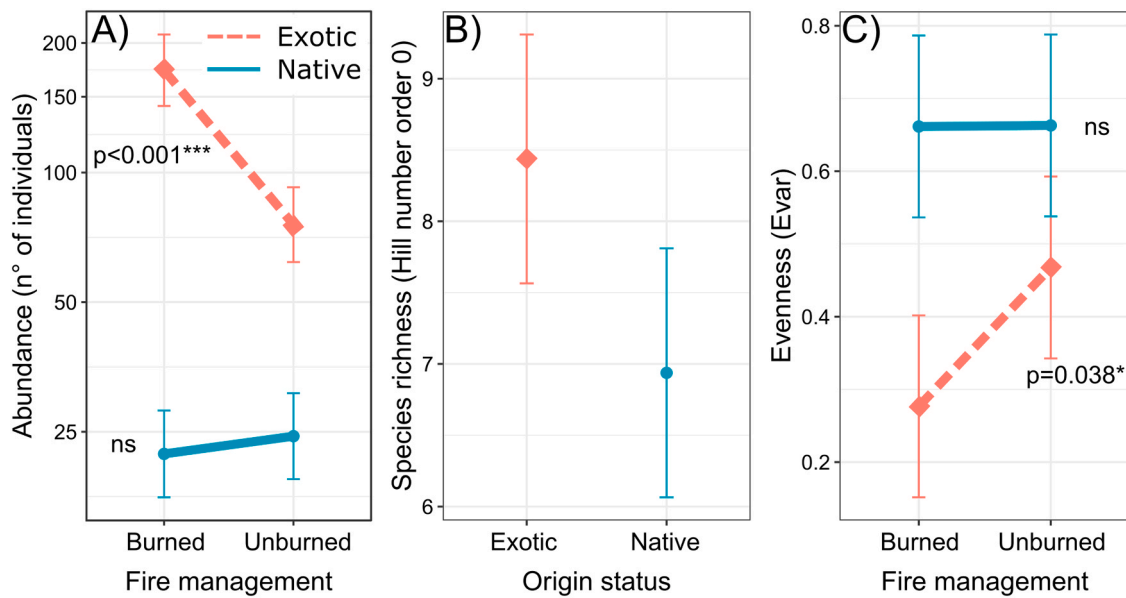 A)
Exotic
Native
Abundance (n° of individuals)
200
150
100
50
25
p<0.001***
ns
Burned
Unburned
Fire management
B)
Species richness (Hill number order 0)
9
8
7
6
Exotic
Native
Origin status
C)
Evenness (Evar)
0.8
0.6
0.4
0.2
ns
p=0.038*
Burned
Unburned
Fire management